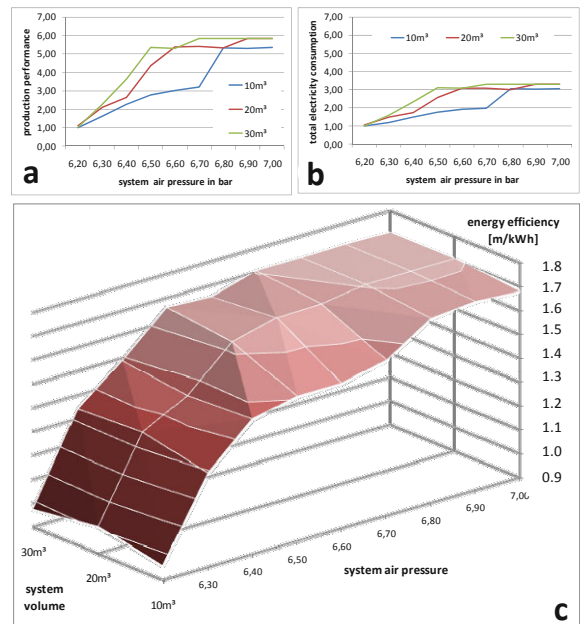 7,00
6,00
5,00
4,00
3,00
2,00
1,00
0,00
production performance
10m³
20m³
30m³
6,20 6,30 6,40 6,50 6,60 6,70 6,80 6,90 7,00
system air pressure in bar
a
7,00
6,00
5,00
4,00
3,00
2,00
1,00
0,00
total electricity consumption
10m³ 20m³ 30m³
6,20 6,30 6,40 6,50 6,60 6,70 6,80 6,90 7,00
system air pressure in bar
b
energy efficiency
[m/kWh]
1.8
1.7
1.6
1.5
1.4
1.3
1.2
1.1
1.0
0.9
7,00
6,90
6,80
6,70
6,60
6,50
6,40
6,30
system air pressure
30m³
20m³
10m³
system
volume
c